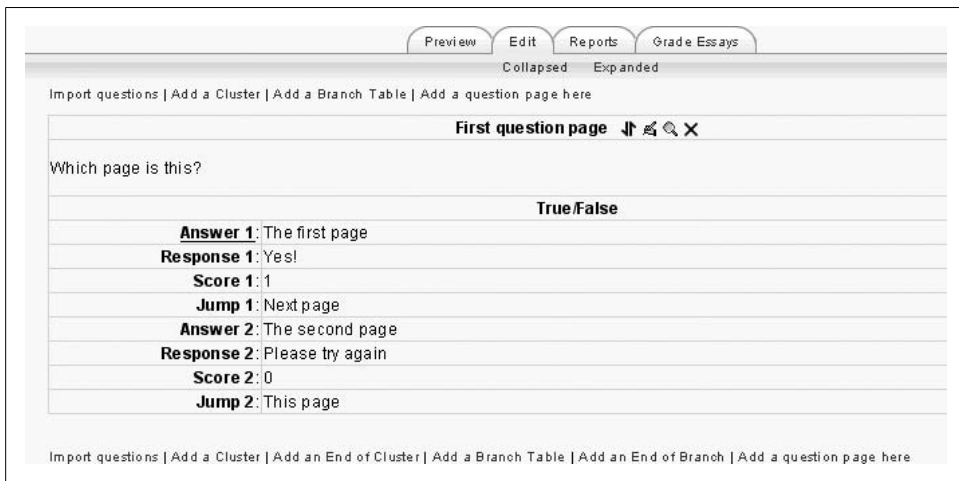 Preview Edit Reports Grade Essays
Collapsed Expanded
Import questions | Add a Cluster | Add a Branch Table | Add a question page here
First question page
Which page is this?
True/False
Answer 1: The first page
Response 1: Yes!
Score 1: 1
Jump 1: Next page
Answer 2: The second page
Response 2: Please try again
Score 2: 0
Jump 2: This page
Import questions | Add a Cluster | Add an End of Cluster | Add a Branch Table | Add an End of Branch | Add a question page here